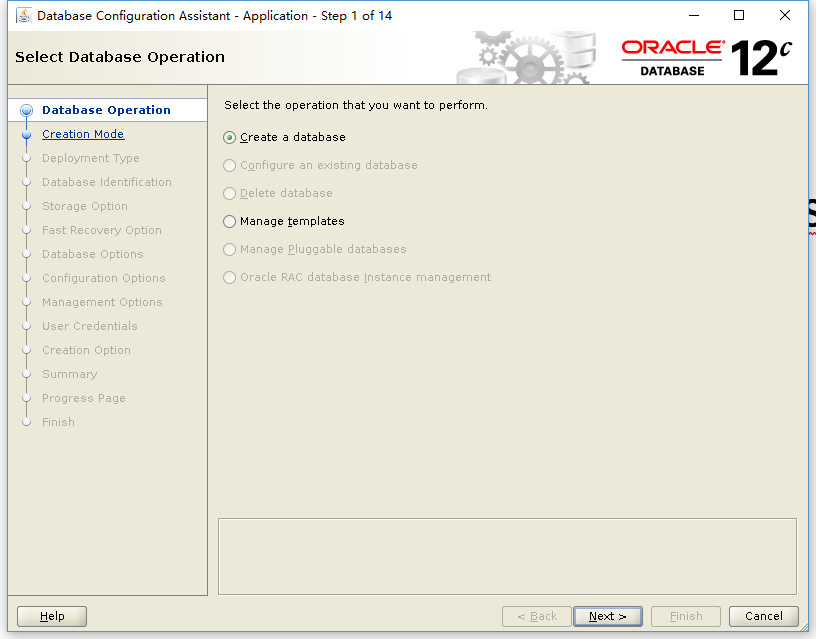 Database Configuration Assistant - Application - Step 1 of 14
Select Database Operation
ORACLE
DATABASE
12c
Database Operation
Creation Mode
Deployment Type
Database Identification
Storage Option
Fast Recovery Option
Database Options
Configuration Options
Management Options
User Credentials
Creation Option
Summary
Progress Page
Finish
Select the operation that you want to perform.
Create a database
Configure an existing database
Delete database
Manage templates
Manage Pluggable databases
Oracle RAC database Instance management
Help
< Back
Next >
Finish
Cancel